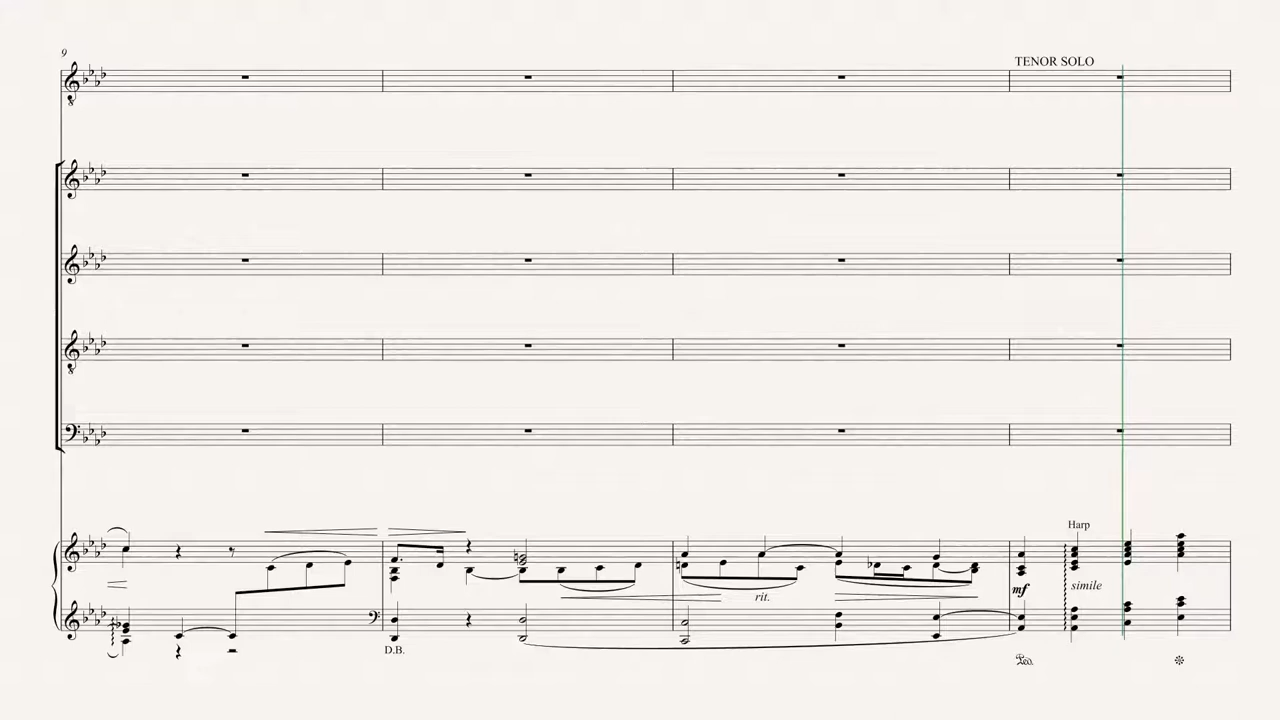 9
TENOR SOLO
Harp
mf
simile
rit.
D.B.
Ped.